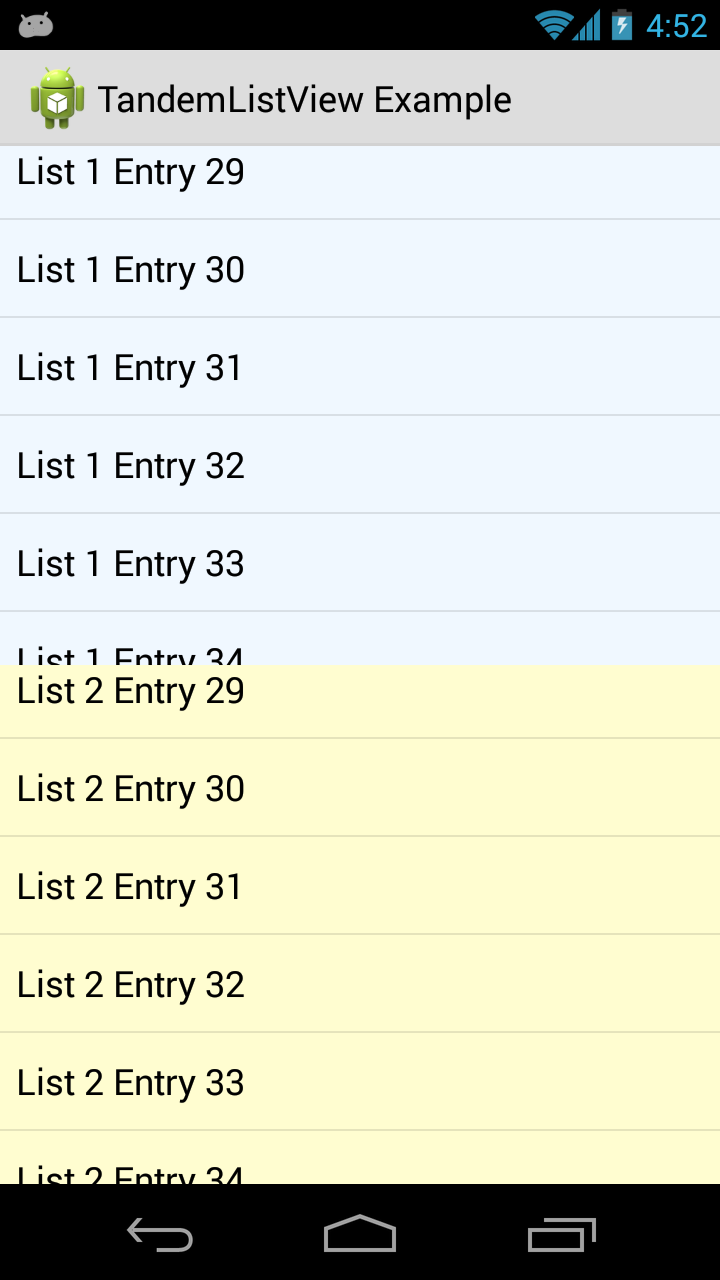 4:52
TandemListView Example
List 1 Entry 29
List 1 Entry 30
List 1 Entry 31
List 1 Entry 32
List 1 Entry 33
List 1 Entry 34
List 2 Entry 29
List 2 Entry 30
List 2 Entry 31
List 2 Entry 32
List 2 Entry 33
List 2 Entry 34